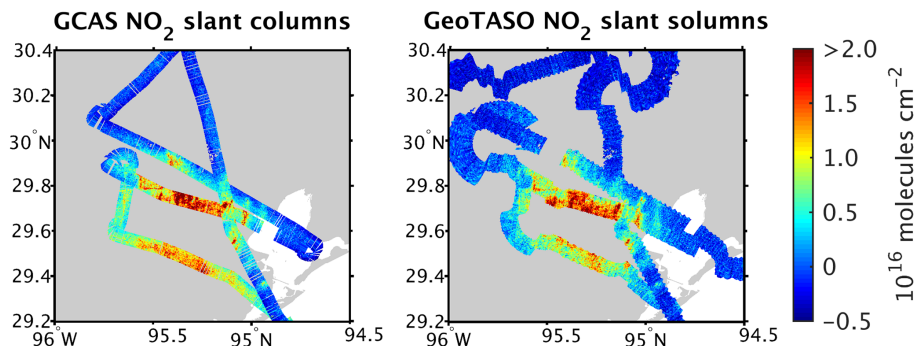 GCAS NO2 slant columns
GeoTASO NO2 slant solumns
30.4
30.2
30°N
29.8
29.6
29.4
29.2
96°W
95.5
95°N
94.5
30.4
30.2
30°N
29.8
29.6
29.4
29.2
96°W
95.5
95°N
94.5
>2.0
1.5
1.0
0.5
0
−0.5
10^16 molecules cm^−2